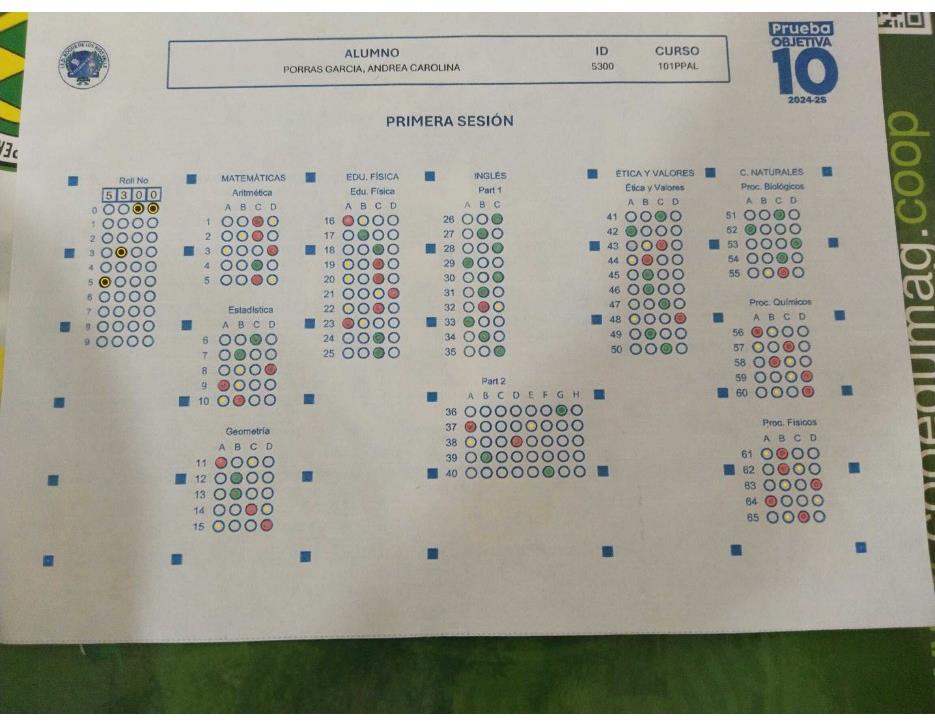 Prueba
OBJETIVA
10
2024-25
ALUMNO ID CURSO
PORRAS GARCIA, ANDREA CAROLINA 5300 101PPAL
PRIMERA SESIÓN
Roll No
5 3 0 0
0
1
2
3
4
5
6
7
8
9
MATEMÁTICAS
Aritmética
A B C D
1
2
3
4
5
Estadística
A B C D
6
7
8
9
10
Geometría
A B C D
11
12
13
14
15
EDU. FÍSICA
Edu. Física
A B C D
16
17
18
19
20
21
22
23
24
25
INGLÉS
Part 1
A B C
26
27
28
29
30
31
32
33
34
35
Part 2
A B C D E F G H
36
37
38
39
40
ÉTICA Y VALORES
Ética y Valores
A B C D
41
42
43
44
45
46
47
48
49
50
C. NATURALES
Proc. Biológicos
A B C D
51
52
53
54
55
Proc. Químicos
A B C D
56
57
58
59
60
Proc. Físicos
A B C D
61
62
63
64
65